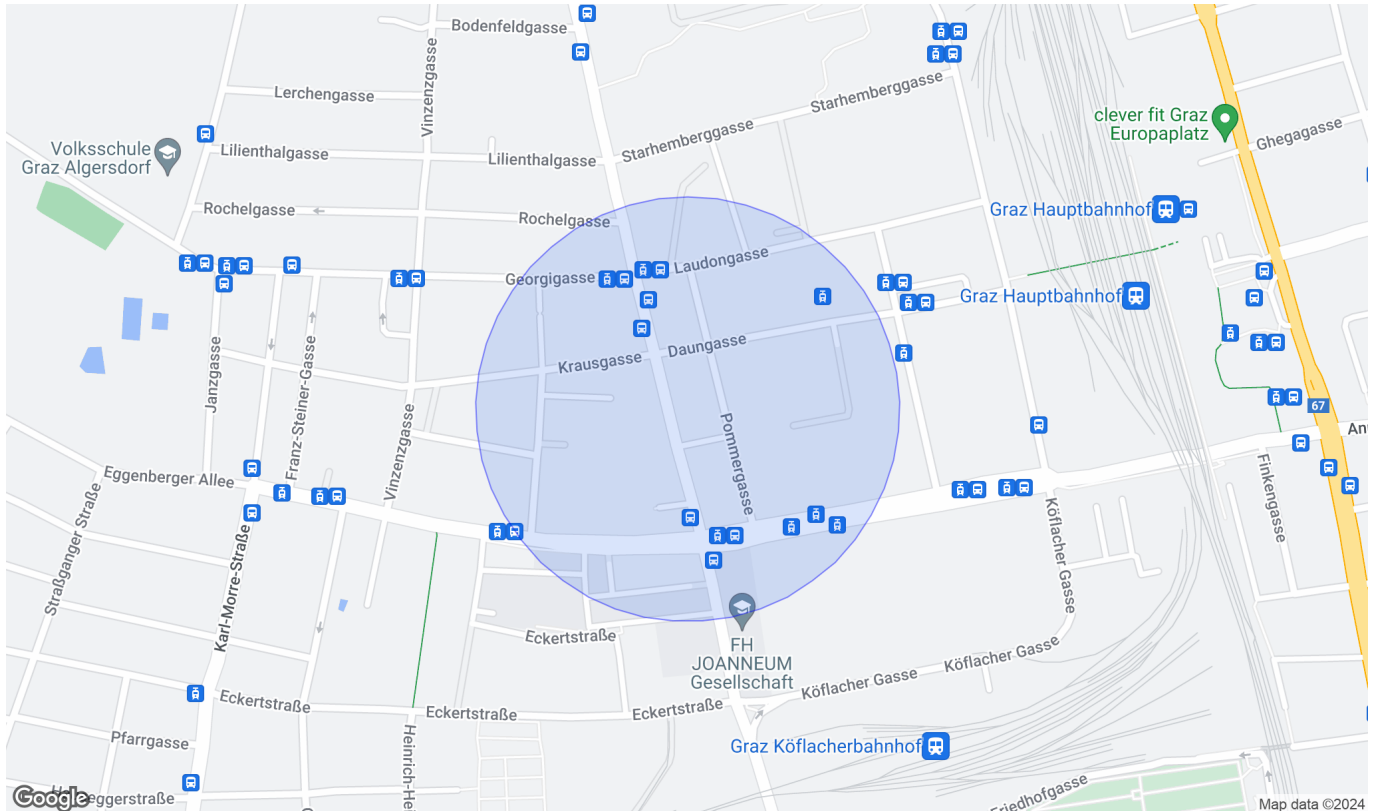 Bodenfeldgasse
Vinzenzgasse
Lerchengasse
Starhemberggasse
clever fit Graz
Europaplatz
Ghegagasse
Volksschule
Graz Algersdorf
Lilienthalgasse
Lilienthalgasse
Starhemberggasse
Rochelgasse
Rochelgasse
Graz Hauptbahnhof
Georgigasse
Laudongasse
Graz Hauptbahnhof
Krausgasse
Daungasse
Janzgasse
Franz-Steiner-Gasse
Vinzenzgasse
Pommergasse
67
Eggenberger Allee
Finkengasse
Straßganger Straße
Karl-Morre-Straße
Köflacher Gasse
Eckertstraße
FH
JOANNEUM
Gesellschaft
Köflacher Gasse
Köflacher Gasse
Eckertstraße
Eckertstraße
Eckertstraße
Pfarrgasse
Heinrich-He
Graz Köflacherbahnhof
eggerstraße
Friedhofgasse
Google
Map data ©2024